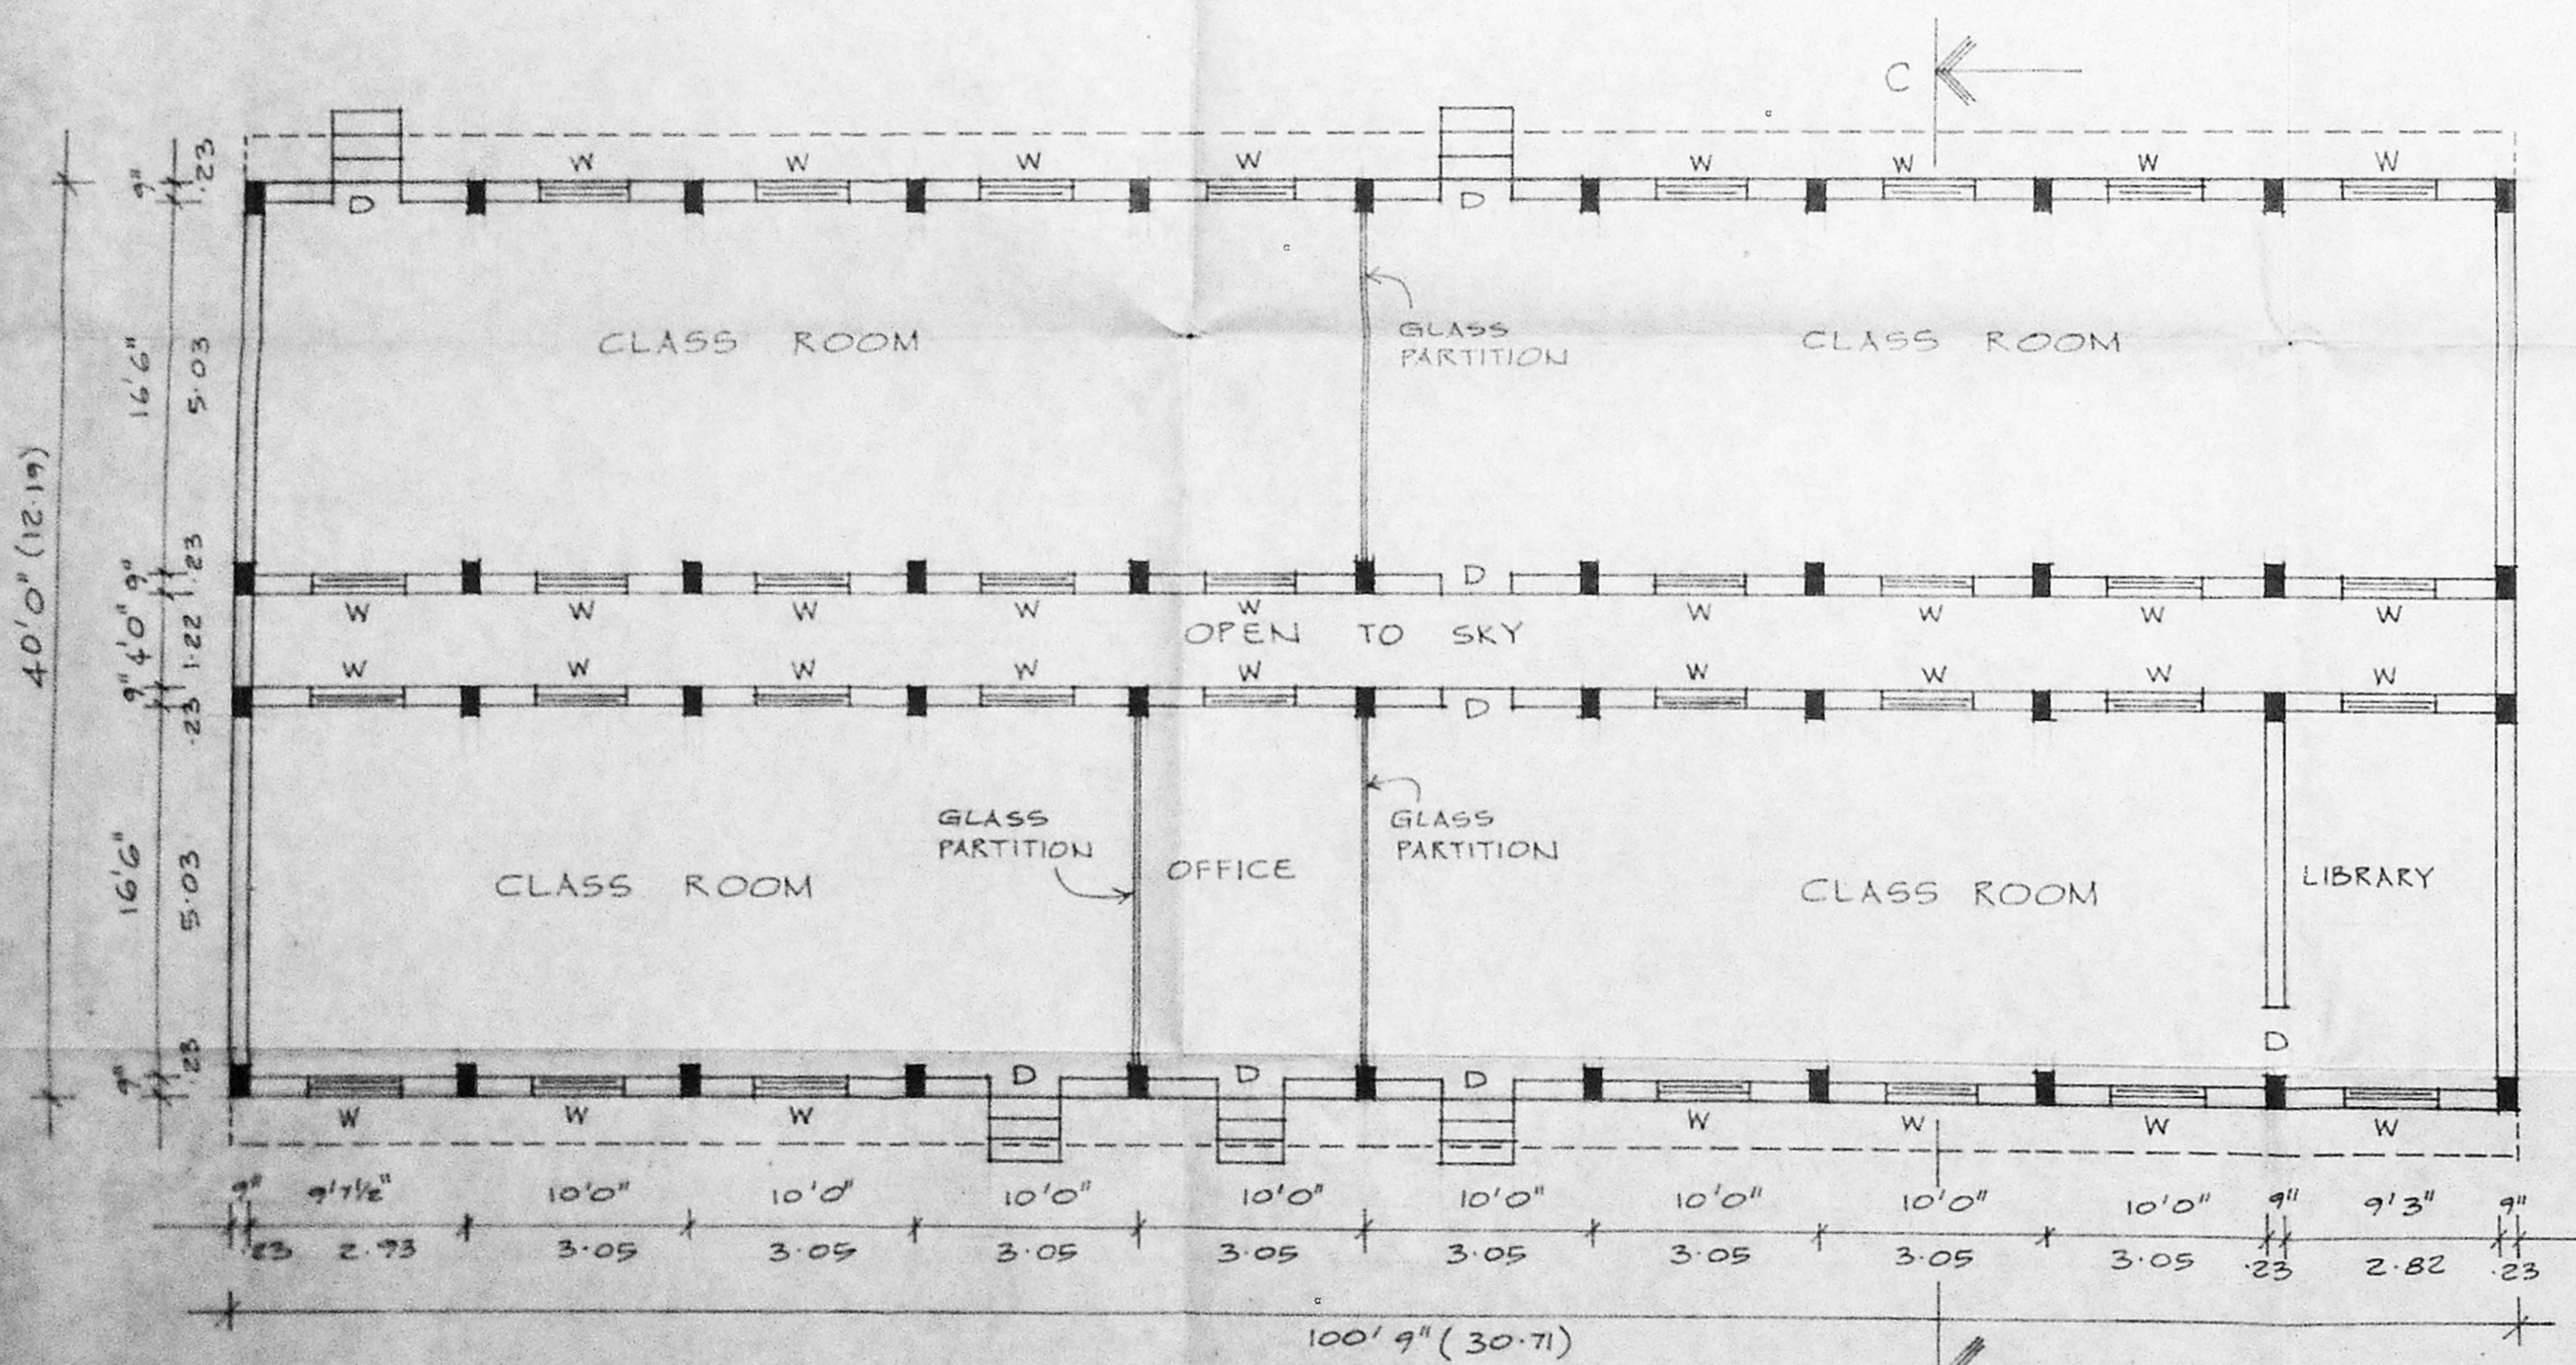 C
W W W W W W W W
D D
CLASS ROOM
GLASS
PARTITION
CLASS ROOM
D
W W W W W W W W W
OPEN TO SKY
W W W W W W W W W
D
GLASS
PARTITION
OFFICE
GLASS
PARTITION
CLASS ROOM
CLASS ROOM
LIBRARY
D
D D D
W W W W W W W
9" .23
16'6" 5.03
9" .23
4'0" 1.22
9" .23
16'6" 5.03
9" .23
40'0" (12.19)
9" 9'7½" 10'0" 10'0" 10'0" 10'0" 10'0" 10'0" 10'0" 10'0" 9" 9'3" 9"
.23 2.93 3.05 3.05 3.05 3.05 3.05 3.05 3.05 3.05 .23 2.82 .23
100' 9" (30.71)